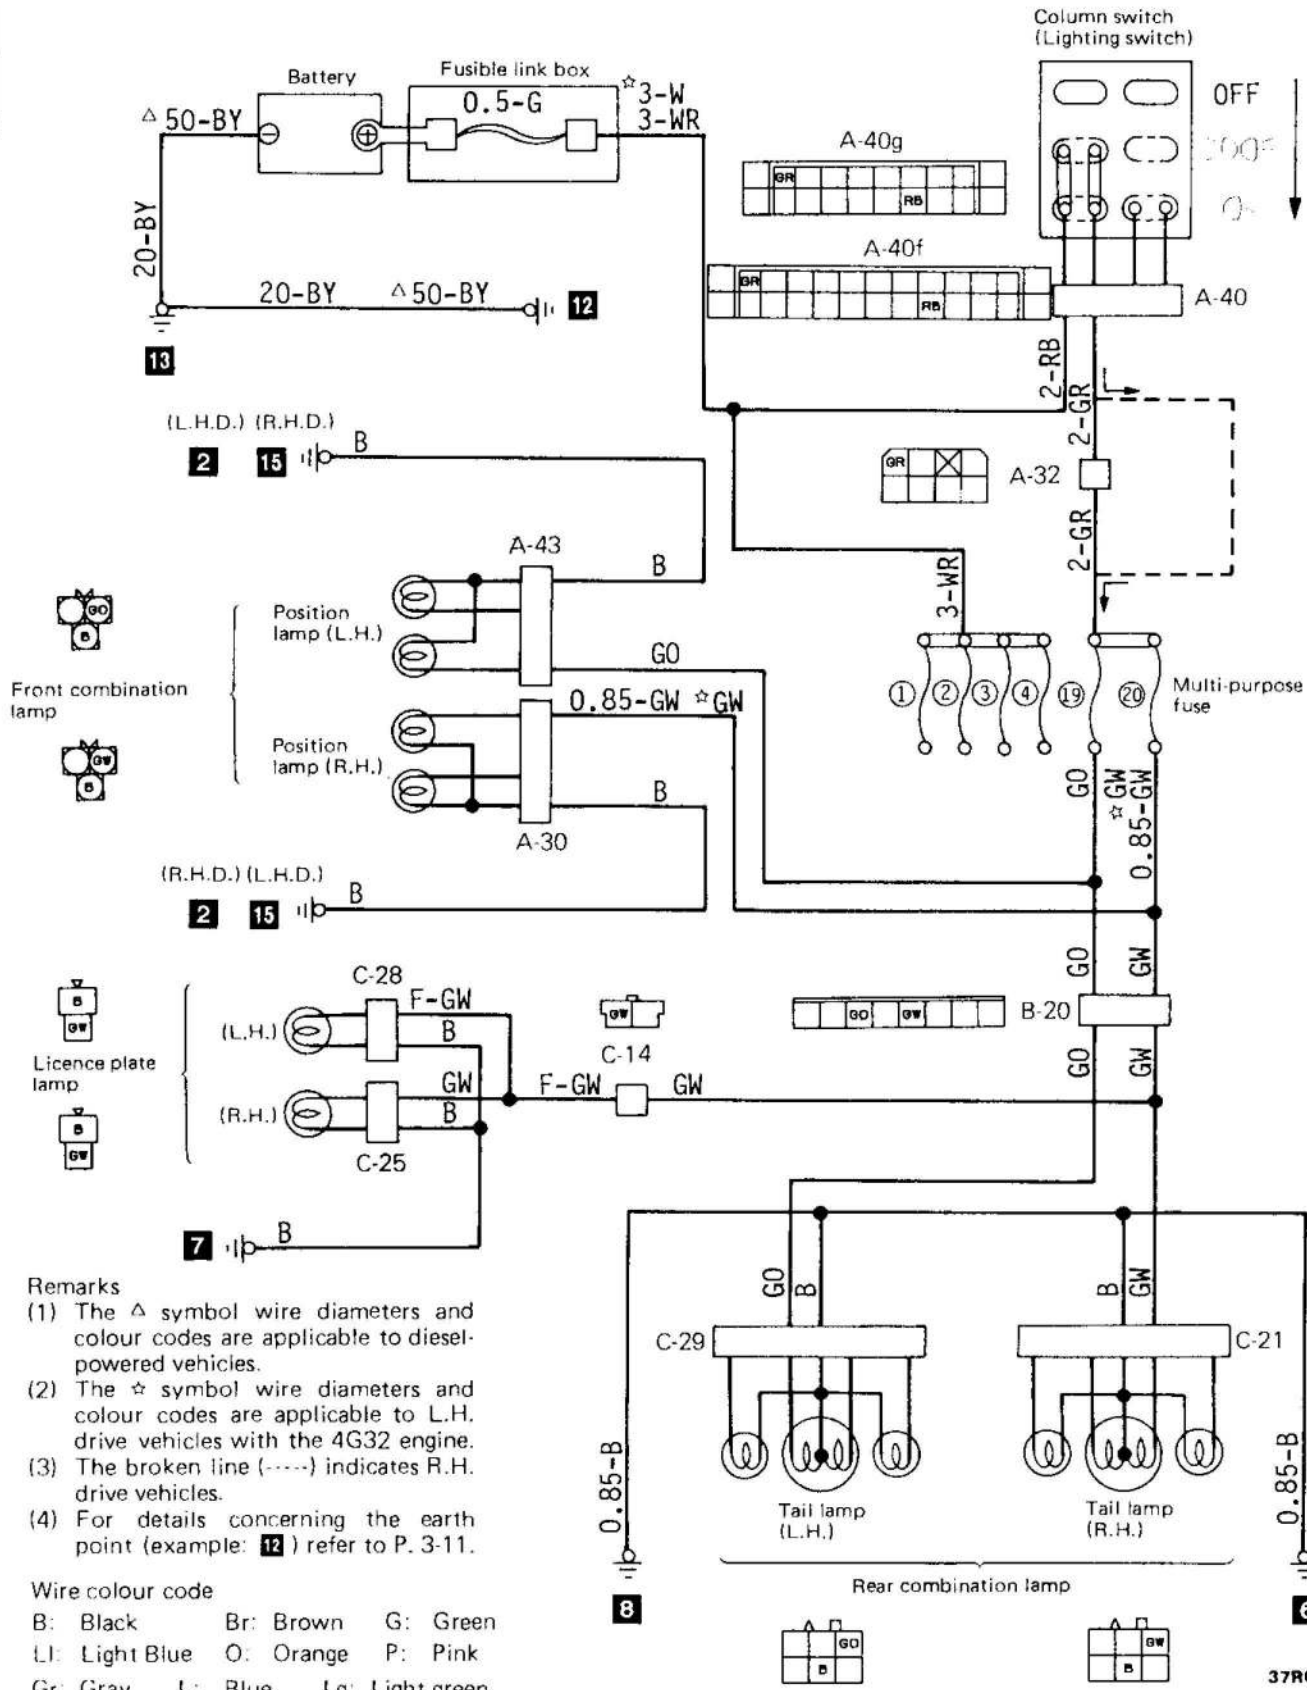 Column switch
(Lighting switch)
Battery
Fusible link box
OFF
△ 50-BY
0.5-G
☆3-W
3-WR
A-40g
GR
RB
20-BY
A-40f
GR
RB
A-40
20-BY
△ 50-BY
12
13
2-RB
2-GR
(L.H.D.) (R.H.D.)
2 15
B
GR
A-32
2-GR
A-43
B
3-WR
GO
B
Position
lamp (L.H.)
GO
Front combination
lamp
1 2 3 4 19 20
Multi-purpose
fuse
0.85-GW ☆GW
GW
B
Position
lamp (R.H.)
B
A-30
GO
☆GW
0.85-GW
(R.H.D.) (L.H.D.)
2 15
B
GO
GW
C-28
F-GW
B
GW
(L.H.)
B
GW
C-14
GO
GW
B-20
Licence plate
lamp
GW
F-GW
GW
GO
GW
B
GW
(R.H.)
B
C-25
7
B
Remarks
(1) The △ symbol wire diameters and
colour codes are applicable to diesel-
powered vehicles.
(2) The ☆ symbol wire diameters and
colour codes are applicable to L.H.
drive vehicles with the 4G32 engine.
(3) The broken line (-----) indicates R.H.
drive vehicles.
(4) For details concerning the earth
point (example: 12 ) refer to P. 3-11.
GO
B
B
GW
C-29
C-21
0.85-B
0.85-B
Tail lamp
(L.H.)
Tail lamp
(R.H.)
8
6
Rear combination lamp
GO
B
GW
B
Wire colour code
B: Black Br: Brown G: Green
Ll: Light Blue O: Orange P: Pink
Gr: Gray L: Blue Lg: Light green